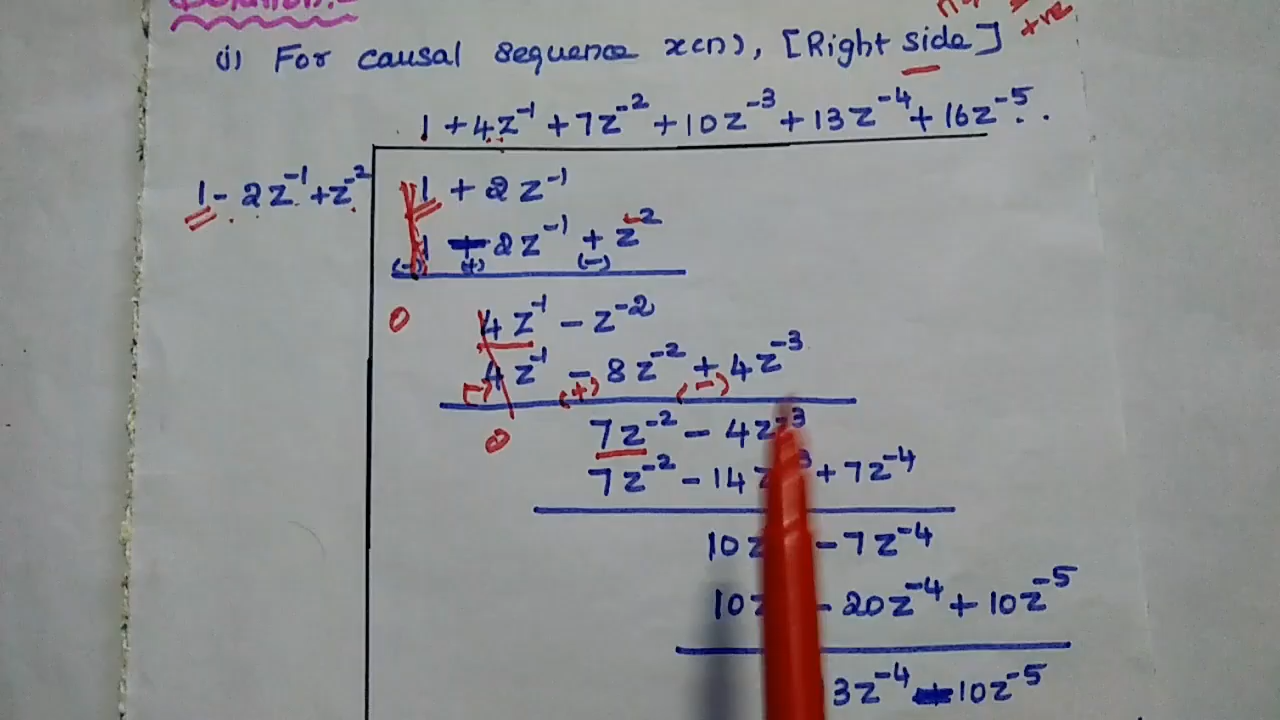 Solution:-
(i) For causal sequence x(n), [Right side] +ve
1 + 4z⁻¹ + 7z⁻² + 10z⁻³ + 13z⁻⁴ + 16z⁻⁵...
1 - 2z⁻¹ + z⁻²
1 + 2z⁻¹
1 - 2z⁻¹ + z⁻²
(-) (+) (-)
0 4z⁻¹ - z⁻²
4z⁻¹ - 8z⁻² + 4z⁻³
(-) (+) (-)
0 7z⁻² - 4z⁻³
7z⁻² - 14z⁻³ + 7z⁻⁴
10z - 7z⁻⁴
10z - 20z⁻⁴ + 10z⁻⁵
3z⁻⁴ - 10z⁻⁵